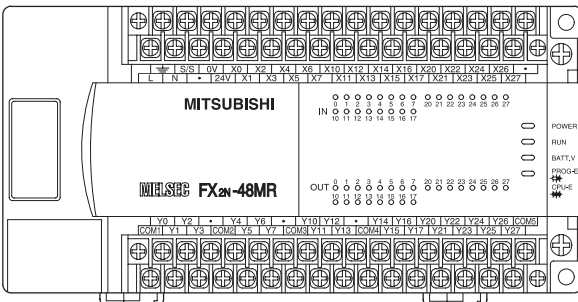 S/S 0V X0 X2 X4 X6 X10 X12 X14 X16 X20 X22 X24 X26 •
L N • 24V X1 X3 X5 X7 X11 X13 X15 X17 X21 X23 X25 X27
MITSUBISHI
0 1 2 3 4 5 6 7 20 21 22 23 24 25 26 27
IN
10 11 12 13 14 15 16 17
POWER
RUN
BATT.V
PROG-E
CPU-E
MELSEC FX2N-48MR
0 1 2 3 4 5 6 7 20 21 22 23 24 25 26 27
OUT
10 11 12 13 14 15 16 17
Y0 Y2 • Y4 Y6 • Y10 Y12 • Y14 Y16 Y20 Y22 Y24 Y26 COM5
COM1 Y1 Y3 COM2 Y5 Y7 COM3 Y11 Y13 COM4 Y15 Y17 Y21 Y23 Y25 Y27